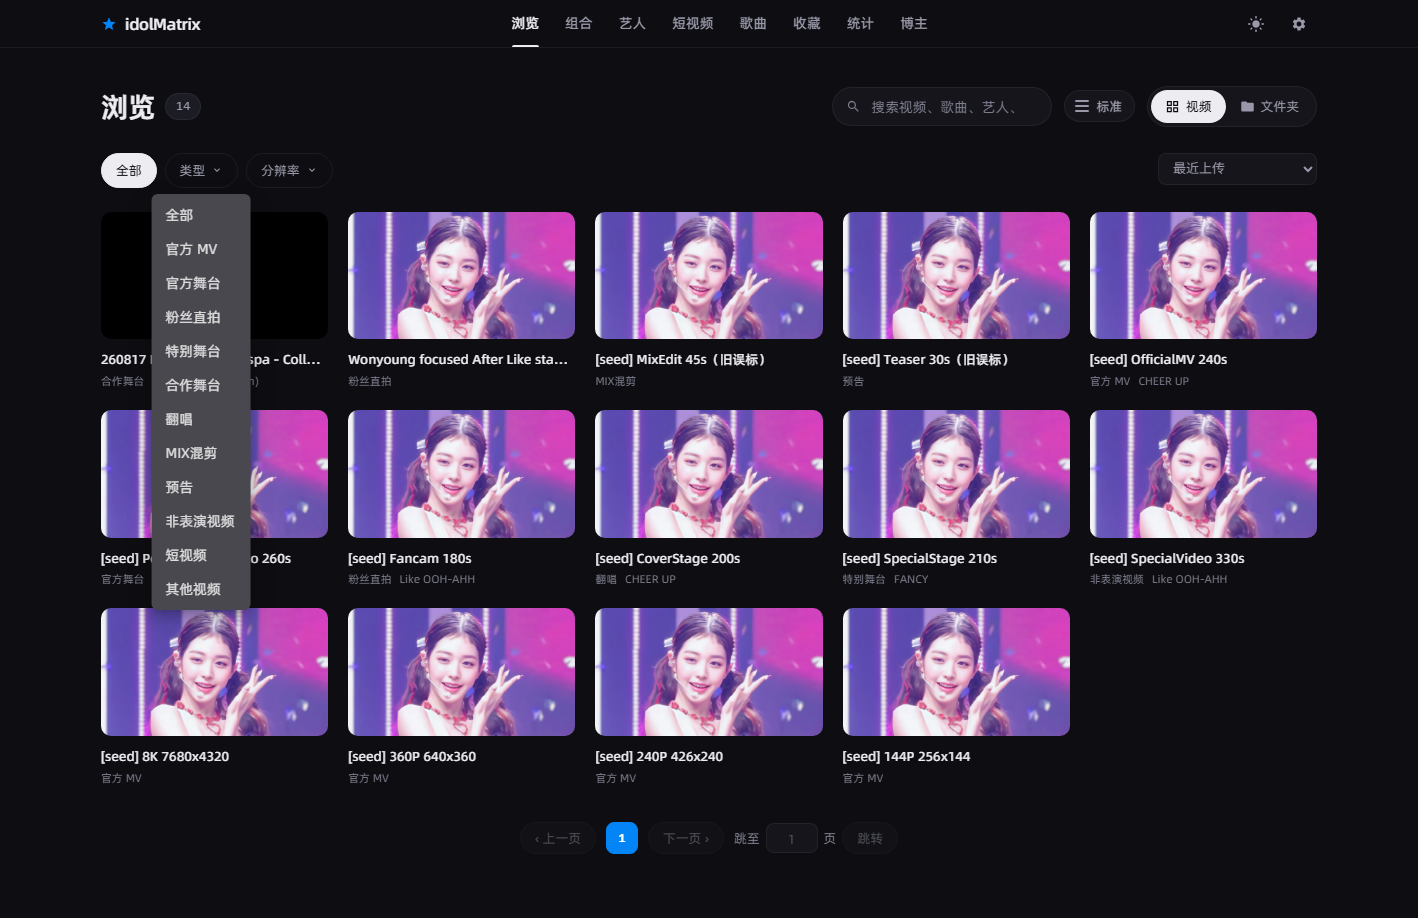 idolMatrix
浏览 组合 艺人 短视频 歌曲 收藏 统计 博主
浏览 14
搜索视频、歌曲、艺人、
标准
视频
文件夹
全部 类型 分辨率
最近上传
全部
官方 MV
官方舞台
粉丝直拍
特别舞台
合作舞台
翻唱
MIX混剪
预告
非表演视频
短视频
其他视频
260817 spa - Coll...
合作舞台
Wonyoung focused After Like sta...
粉丝直拍
[seed] MixEdit 45s（旧误标）
MIX混剪
[seed] Teaser 30s（旧误标）
预告
[seed] OfficialMV 240s
官方 MV CHEER UP
[seed] 260s
官方舞台
[seed] Fancam 180s
粉丝直拍 Like OOH-AHH
[seed] CoverStage 200s
翻唱 CHEER UP
[seed] SpecialStage 210s
特别舞台 FANCY
[seed] SpecialVideo 330s
非表演视频 Like OOH-AHH
[seed] 8K 7680x4320
官方 MV
[seed] 360P 640x360
官方 MV
[seed] 240P 426x240
官方 MV
[seed] 144P 256x144
官方 MV
‹ 上一页 1 下一页 › 跳至 1 页 跳转